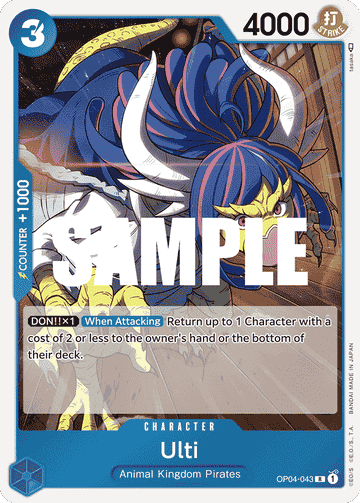 3
4000
打
STRIKE
tasaka
COUNTER +1000
SAMPLE
DON!!×1 When Attacking Return up to 1 Character with a
cost of 2 or less to the owner's hand or the bottom of
their deck.
CHARACTER
Ulti
Animal Kingdom Pirates
OP04-043 R 1
©E.O./S. ©E.O./S., T.A. BANDAI MADE IN JAPAN